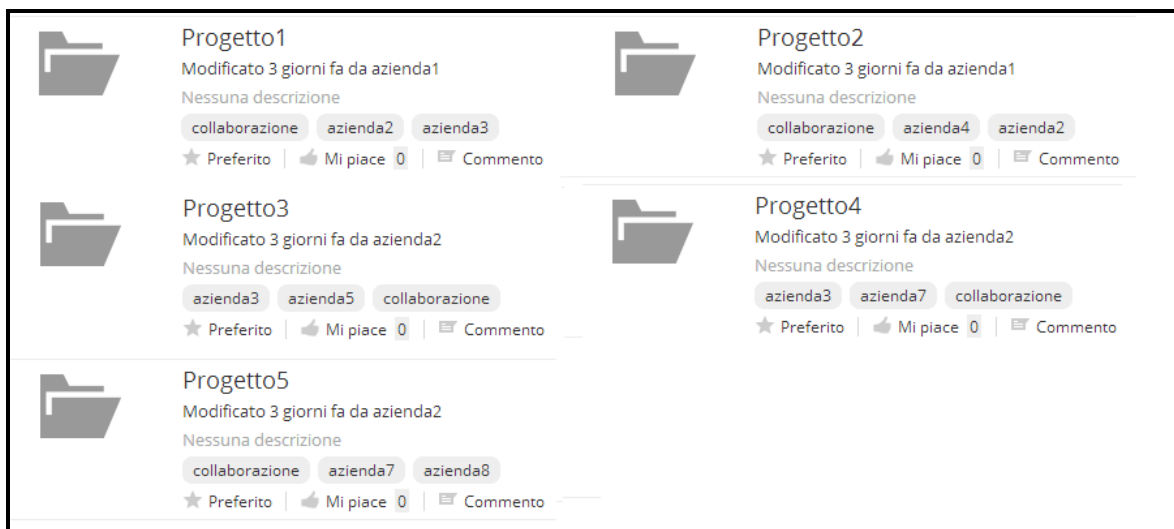 Progetto1
Modificato 3 giorni fa da azienda1
Nessuna descrizione
collaborazione azienda2 azienda3
Preferito Mi piace 0 Commento
Progetto2
Modificato 3 giorni fa da azienda1
Nessuna descrizione
collaborazione azienda4 azienda2
Preferito Mi piace 0 Commento
Progetto3
Modificato 3 giorni fa da azienda2
Nessuna descrizione
azienda3 azienda5 collaborazione
Preferito Mi piace 0 Commento
Progetto4
Modificato 3 giorni fa da azienda2
Nessuna descrizione
azienda3 azienda7 collaborazione
Preferito Mi piace 0 Commento
Progetto5
Modificato 3 giorni fa da azienda2
Nessuna descrizione
collaborazione azienda7 azienda8
Preferito Mi piace 0 Commento